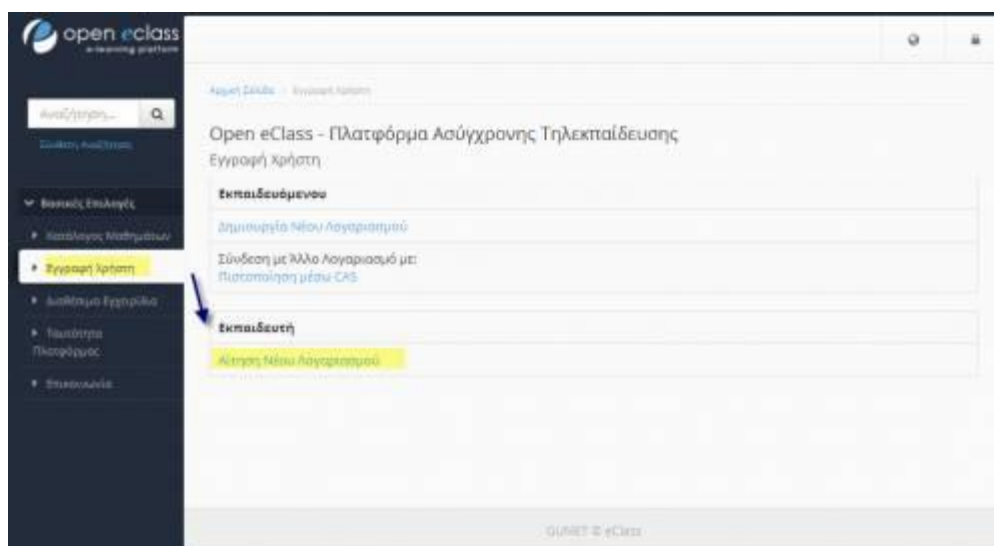 open eclass
e-learning platform
Αναζήτηση...
Σύνθετη Αναζήτηση
Βασικές Επιλογές
Κατάλογος Μαθημάτων
Εγγραφή Χρήστη
Διαθέσιμα Εγχειρίδια
Ταυτότητα
Πλατφόρμας
Επικοινωνία
Αρχική Σελίδα / Εγγραφή Χρήστη
Open eClass - Πλατφόρμα Ασύγχρονης Τηλεκπαίδευσης
Εγγραφή Χρήστη
Εκπαιδευόμενου
Δημιουργία Νέου Λογαριασμού
Σύνδεση με Άλλο Λογαριασμό με:
Πιστοποίηση μέσω CAS
Εκπαιδευτή
Αίτηση Νέου Λογαριασμού
GUNET © eClass